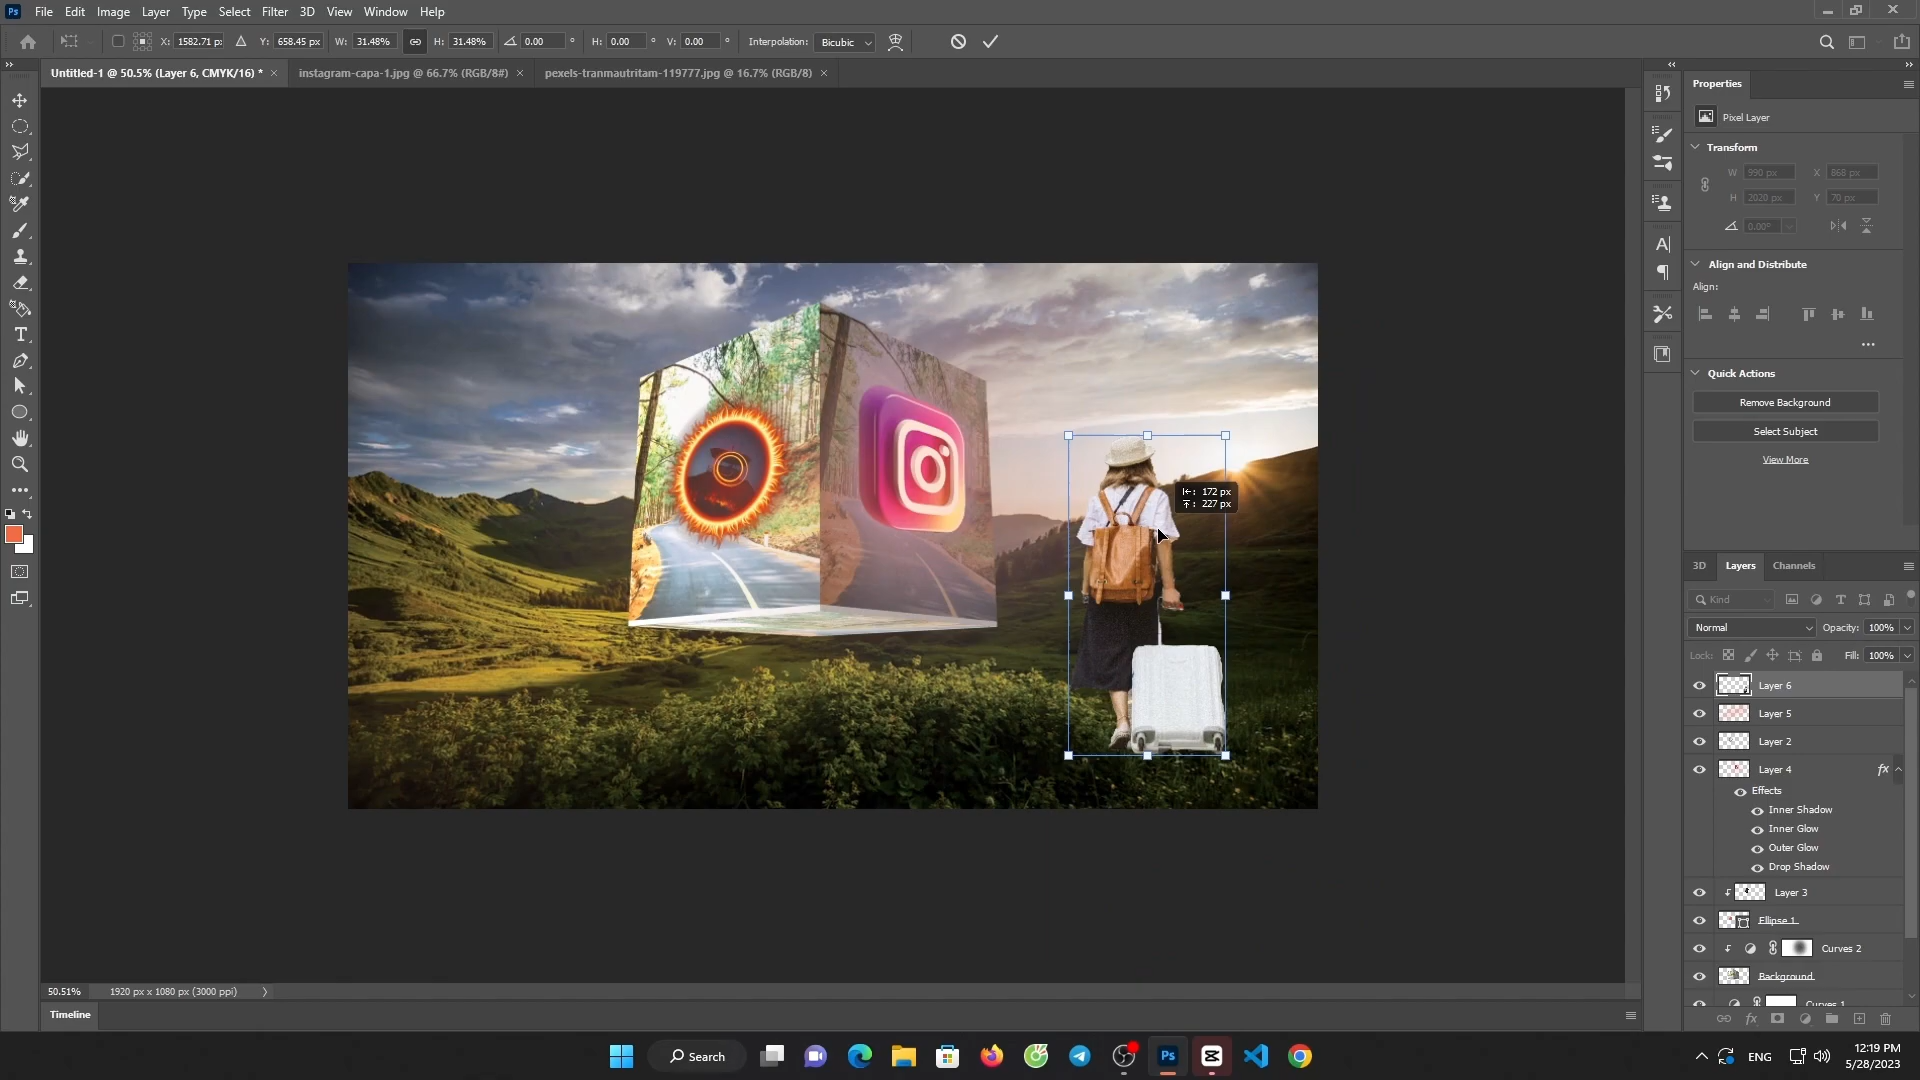 Ps File Edit Image Layer Type Select Filter 3D View Window Help
X: 1582.71 px Y: 658.45 px W: 31.48% H: 31.48% 0.00 ° H: 0.00 ° V: 0.00 ° Interpolation: Bicubic
Untitled-1 @ 50.5% (Layer 6, CMYK/16) * × instagram-capa-1.jpg @ 66.7% (RGB/8#) × pexels-tranmautritam-119777.jpg @ 16.7% (RGB/8) ×
Properties
Pixel Layer
Transform
W 990 px X 868 px
H 2020 px Y 70 px
0.00°
Align and Distribute
Align:
Quick Actions
Remove Background
Select Subject
View More
172 px
227 px
3D Layers Channels
Kind
Normal Opacity: 100%
Lock: Fill: 100%
Layer 6
Layer 5
Layer 2
Layer 4 fx
Effects
Inner Shadow
Inner Glow
Outer Glow
Drop Shadow
Layer 3
Ellipse 1
Curves 2
Background
Curves 1
50.51% 1920 px x 1080 px (3000 ppi)
Timeline
Search
Ps
ENG
12:19 PM
5/28/2023